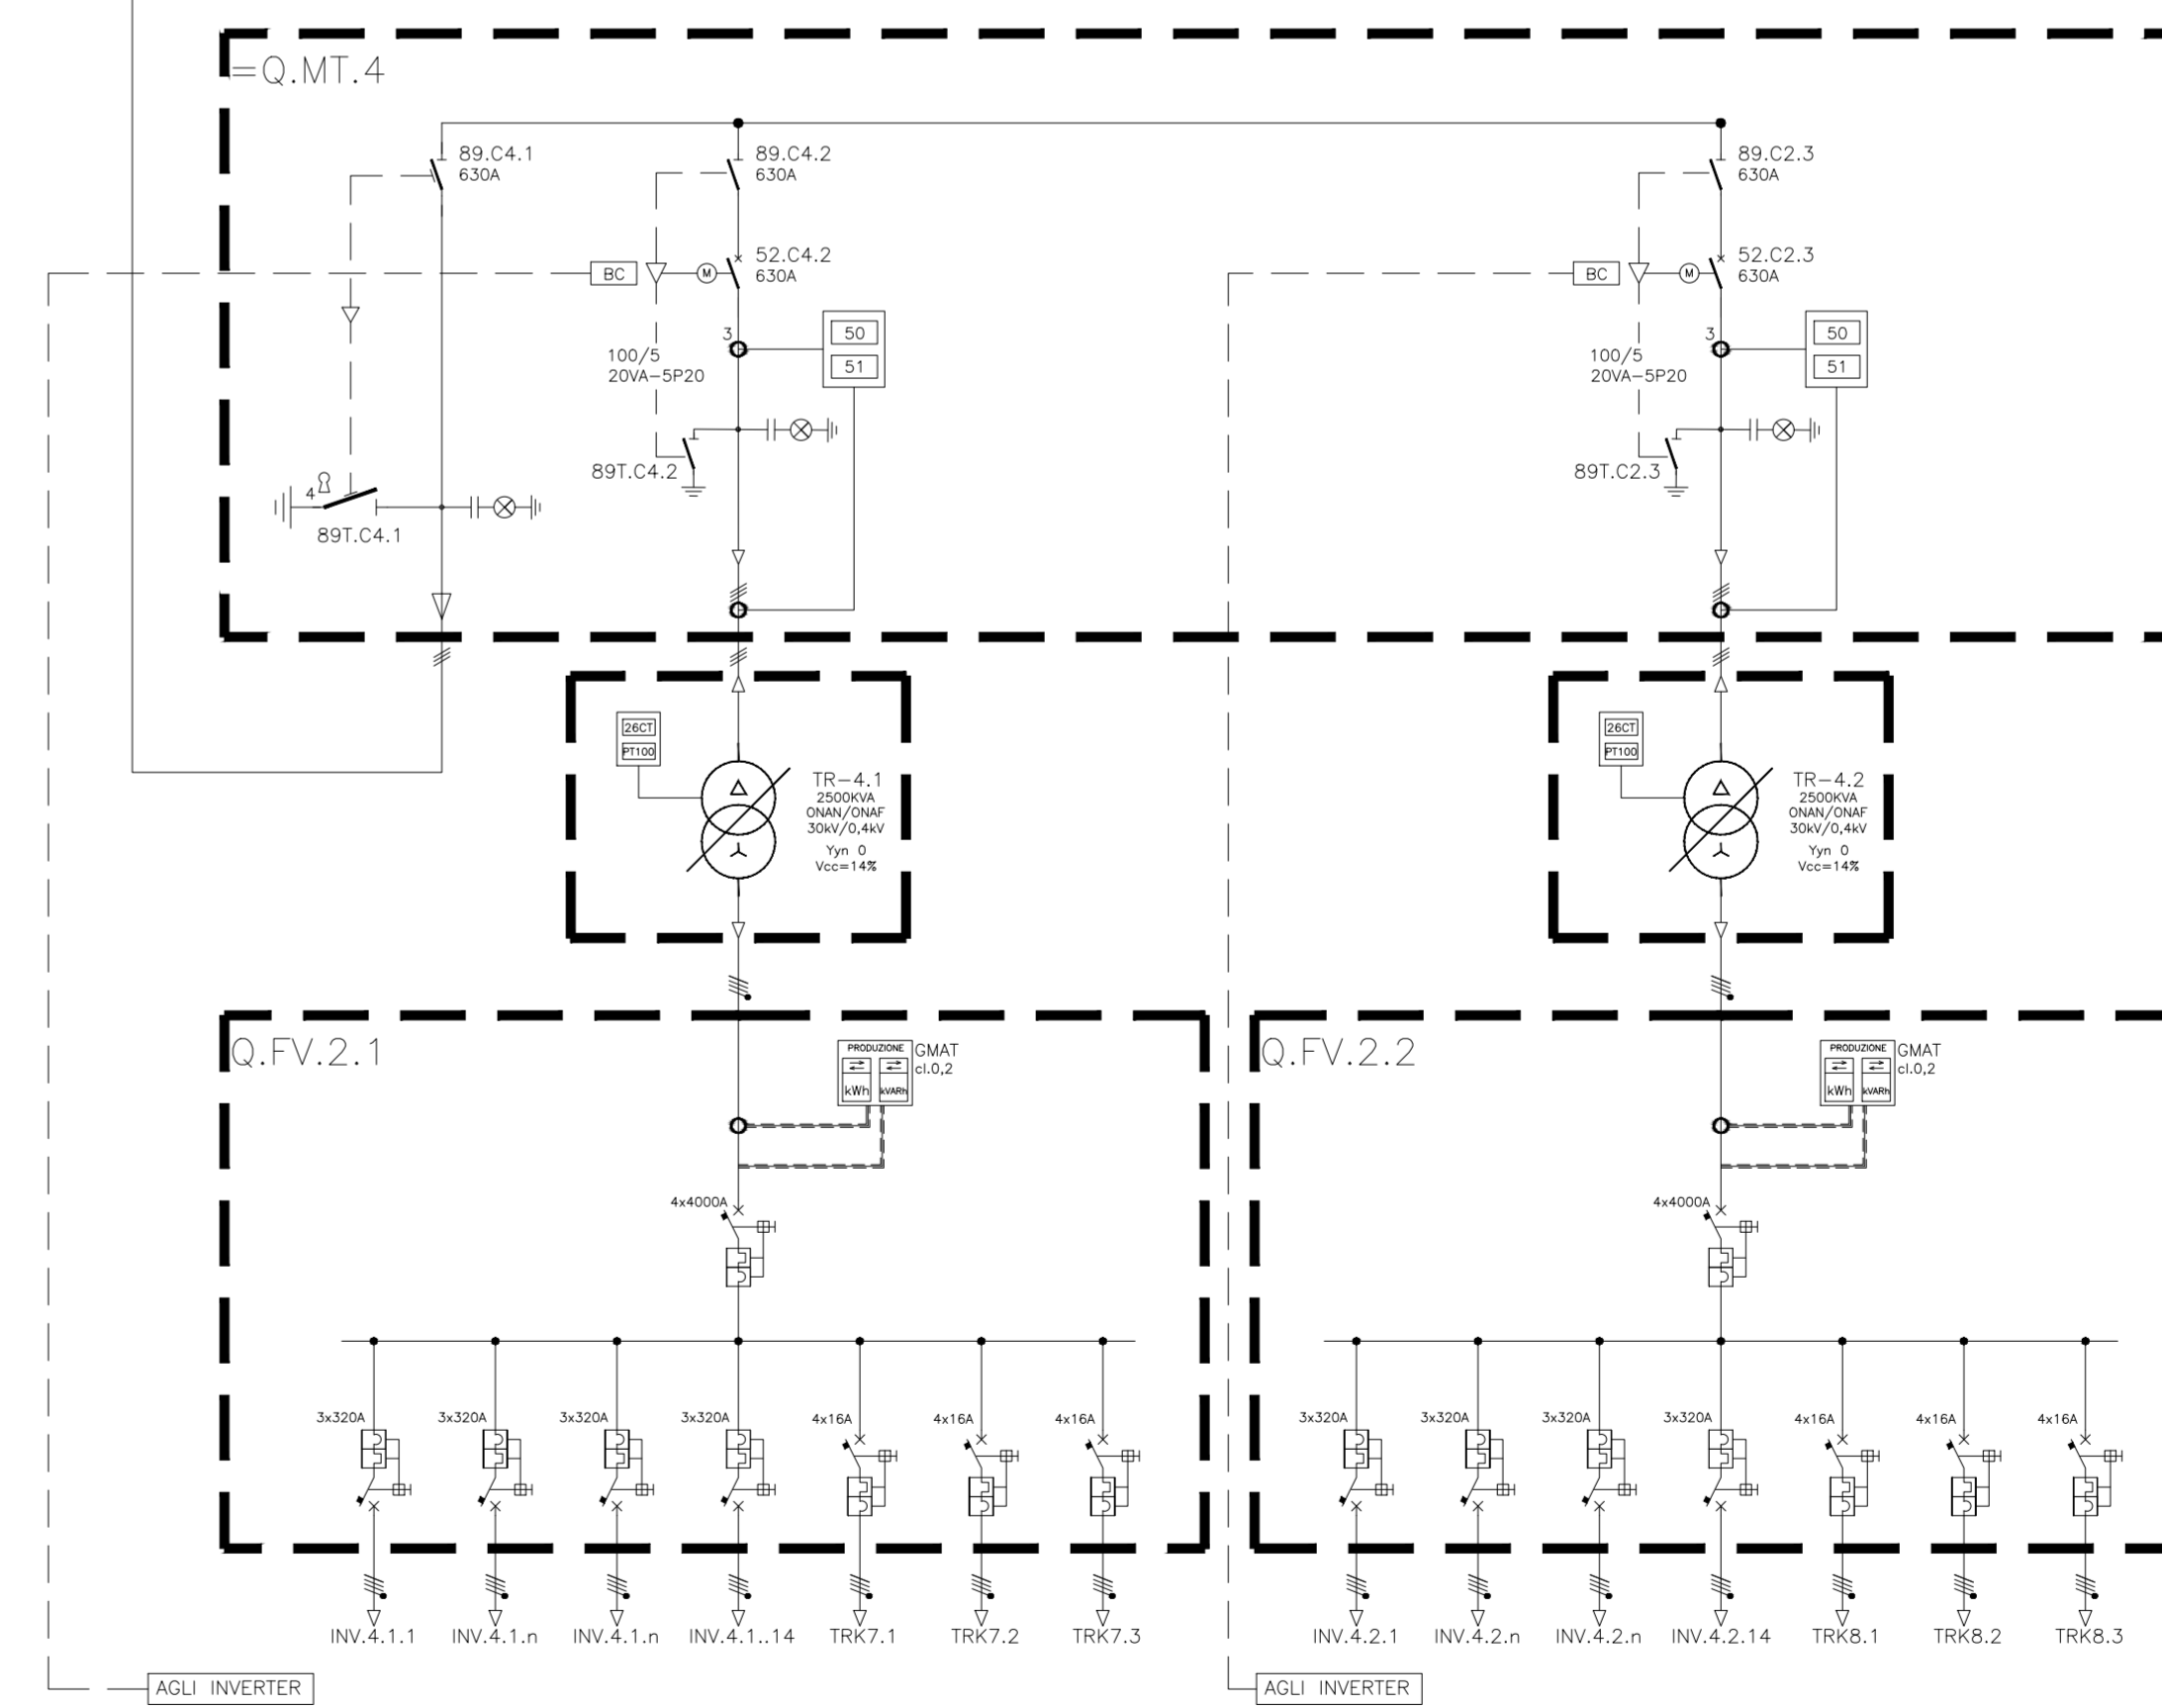 =Q.MT.4
89.C4.1
630A
89.C4.2
630A
89.C2.3
630A
BC
M
52.C4.2
630A
BC
M
52.C2.3
630A
3
50
51
100/5
20VA-5P20
3
50
51
100/5
20VA-5P20
89T.C4.2
89T.C2.3
4
89T.C4.1
26CT
PT100
TR-4.1
2500KVA
ONAN/ONAF
30kV/0,4kV
Yyn 0
Vcc=14%
26CT
PT100
TR-4.2
2500KVA
ONAN/ONAF
30kV/0,4kV
Yyn 0
Vcc=14%
Q.FV.2.1
PRODUZIONE
kWh
kVARh
GMAT
cl.0,2
Q.FV.2.2
PRODUZIONE
kWh
kVARh
GMAT
cl.0,2
4x4000A
4x4000A
3x320A
3x320A
3x320A
3x320A
4x16A
4x16A
4x16A
3x320A
3x320A
3x320A
3x320A
4x16A
4x16A
4x16A
INV.4.1.1
INV.4.1.n
INV.4.1.n
INV.4.1..14
TRK7.1
TRK7.2
TRK7.3
INV.4.2.1
INV.4.2.n
INV.4.2.n
INV.4.2.14
TRK8.1
TRK8.2
TRK8.3
AGLI INVERTER
AGLI INVERTER